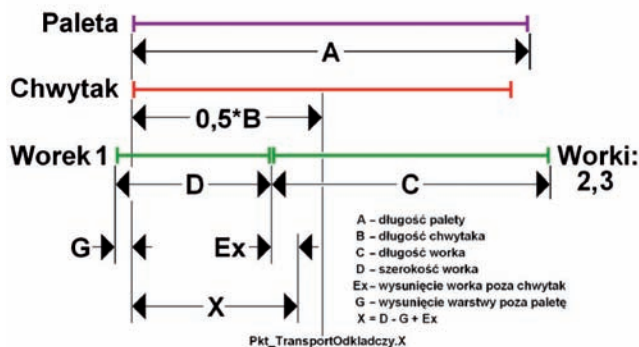 Paleta
A
Chwytak
0,5*B
Worek 1
Worki:
2,3
D
C
G
Ex
X
A – długość palety
B – długość chwytaka
C – długość worka
D – szerokość worka
Ex – wysunięcie worka poza chwytak
G – wysunięcie warstwy poza paletę
X = D - G + Ex
Pkt_TransportOdkladczy.X